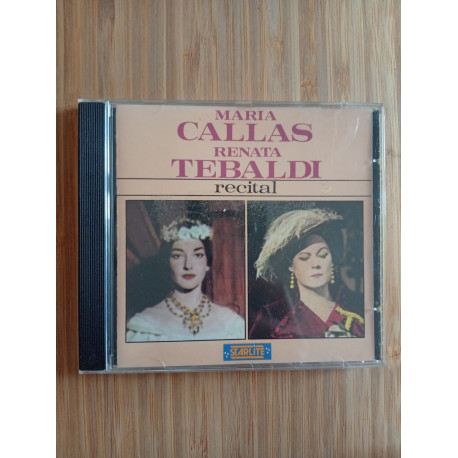 MARIA
CALLAS
RENATA
TEBALDI
recital
STARLITE